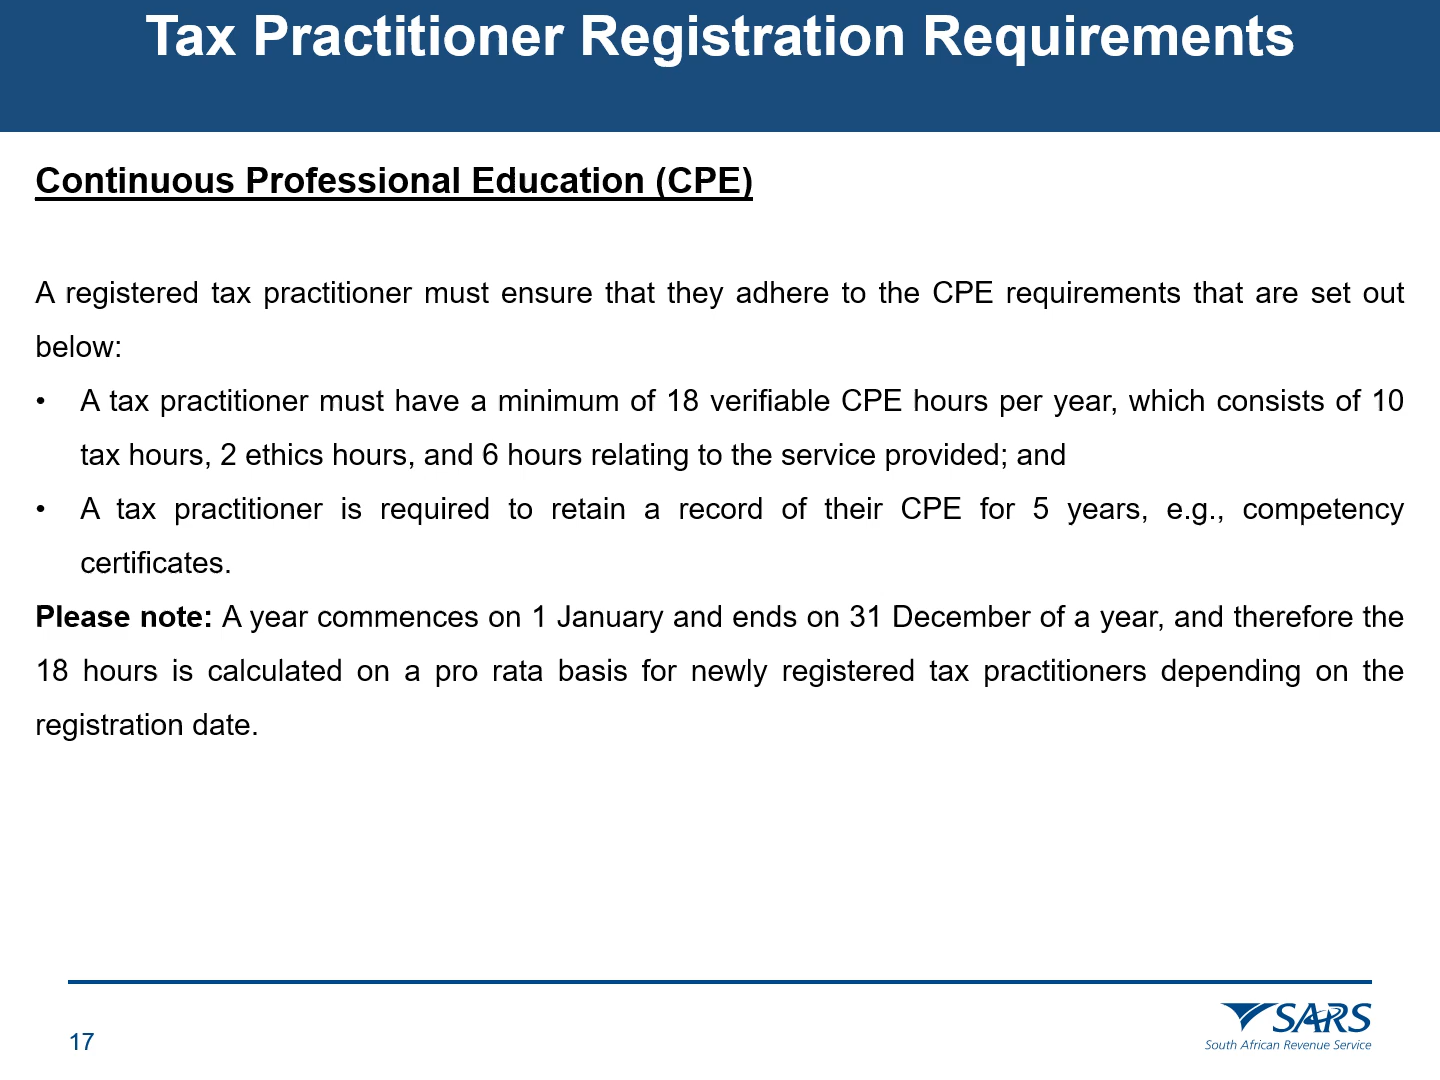 Tax Practitioner Registration Requirements
Continuous Professional Education (CPE)
A registered tax practitioner must ensure that they adhere to the CPE requirements that are set out
below:
• A tax practitioner must have a minimum of 18 verifiable CPE hours per year, which consists of 10
tax hours, 2 ethics hours, and 6 hours relating to the service provided; and
• A tax practitioner is required to retain a record of their CPE for 5 years, e.g., competency
certificates.
Please note: A year commences on 1 January and ends on 31 December of a year, and therefore the
18 hours is calculated on a pro rata basis for newly registered tax practitioners depending on the
registration date.
17
SARS
South African Revenue Service